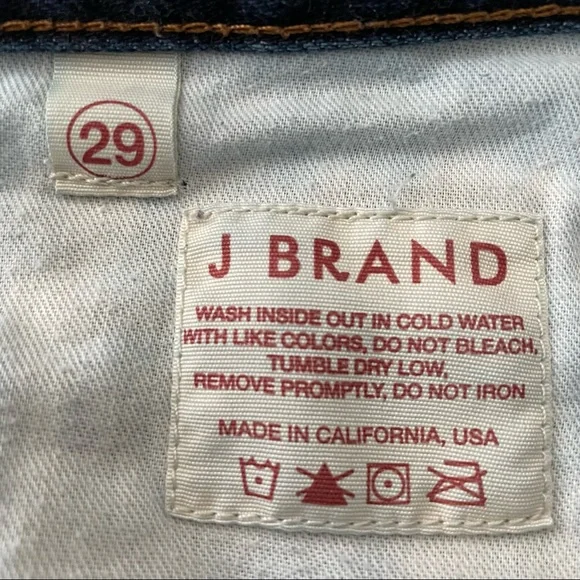 29
J BRAND
WASH INSIDE OUT IN COLD WATER
WITH LIKE COLORS, DO NOT BLEACH,
TUMBLE DRY LOW,
REMOVE PROMPTLY, DO NOT IRON
MADE IN CALIFORNIA, USA